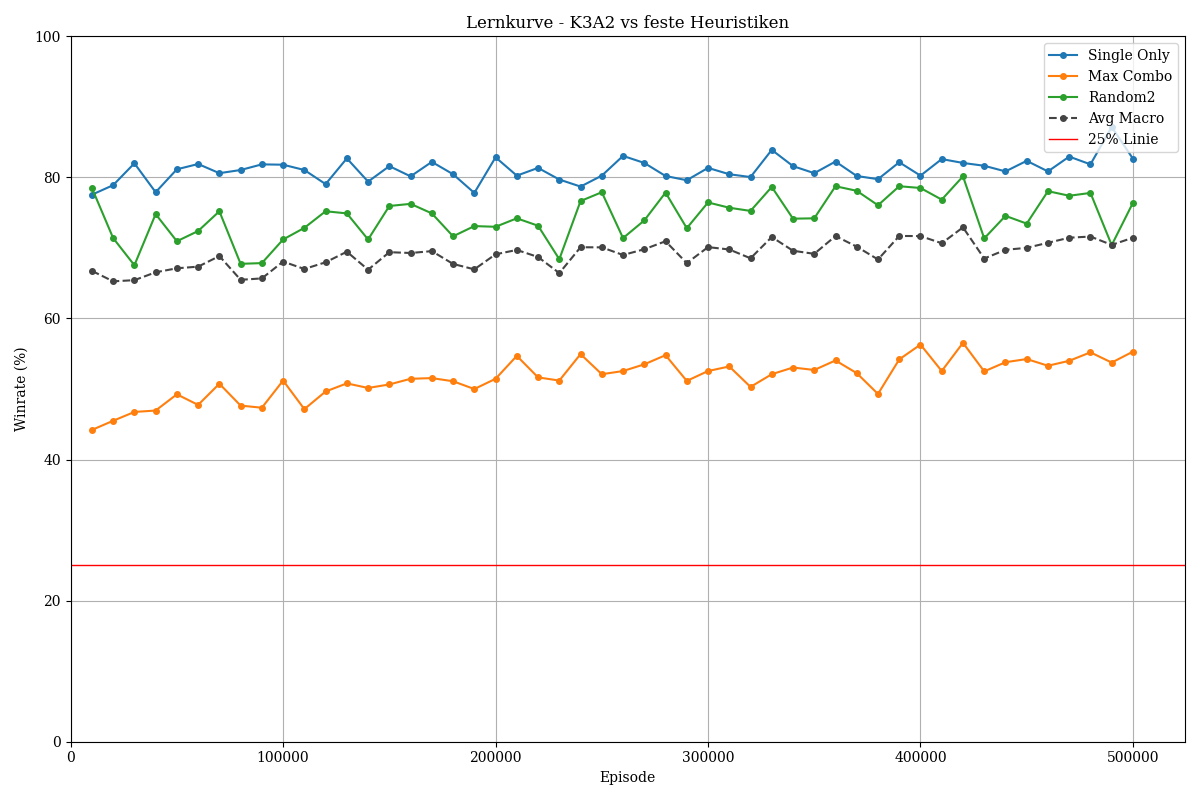 Lernkurve - K3A2 vs feste Heuristiken
100
80
60
40
20
0
Winrate (%)
Single Only
Max Combo
Random2
Avg Macro
25% Linie
0
100000
200000
300000
400000
500000
Episode